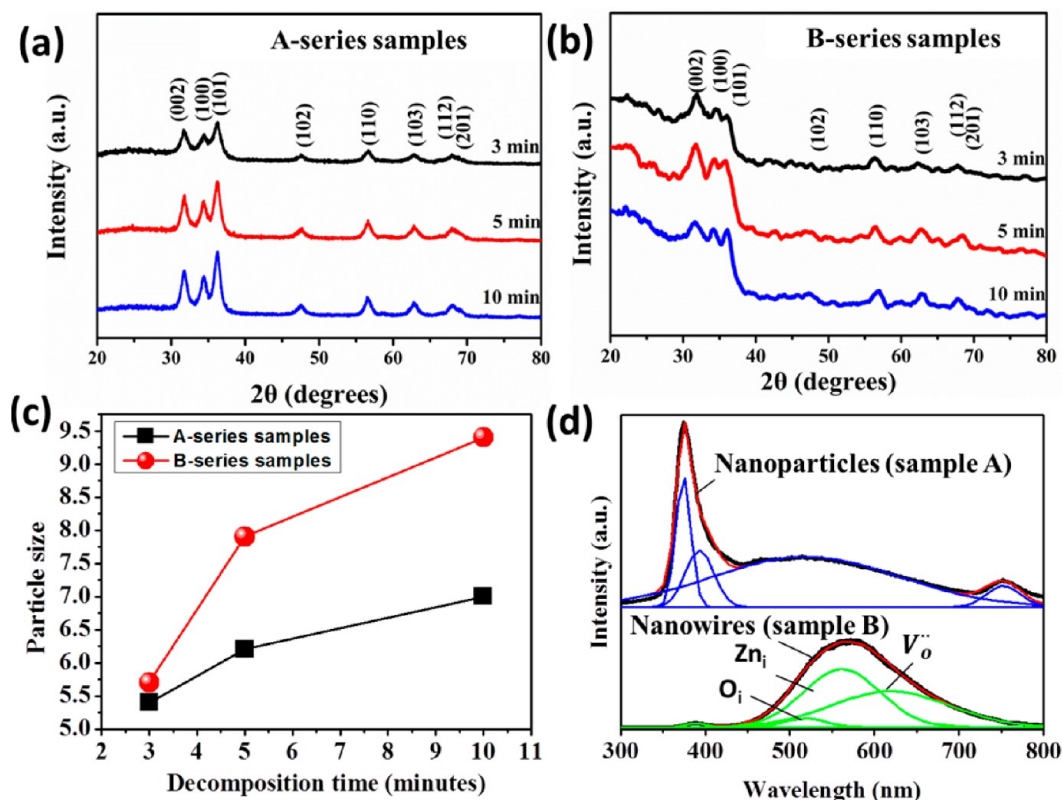 (a)
A-series samples
(002)
(100)
(101)
(102)
(110)
(103)
(112)
(201)
3 min
5 min
10 min
Intensity (a.u.)
20 30 40 50 60 70 80
2θ (degrees)
(b)
B-series samples
(002)
(100)
(101)
(102)
(110)
(103)
(112)
(201)
3 min
5 min
10 min
Intensity (a.u.)
20 30 40 50 60 70 80
2θ (degrees)
(c)
A-series samples
B-series samples
9.5
9.0
8.5
8.0
7.5
7.0
6.5
6.0
5.5
5.0
Particle size
2 3 4 5 6 7 8 9 10 11
Decomposition time (minutes)
(d)
Nanoparticles (sample A)
Nanowires (sample B)
Zni
Oi
Vo··
Intensity (a.u.)
300 400 500 600 700 800
Wavelength (nm)